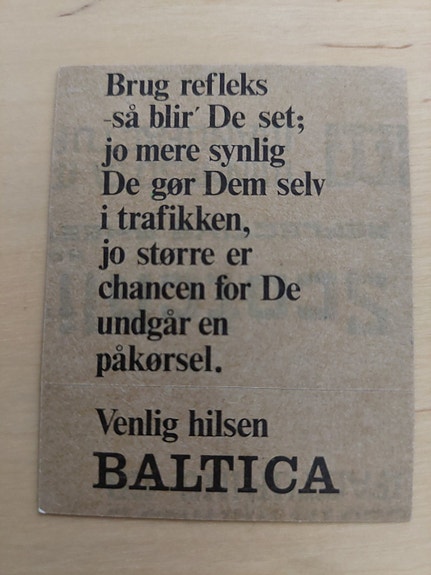 Brug refleks
-så blir' De set;
jo mere synlig
De gør Dem selv
i trafikken,
jo større er
chancen for De
undgår en
påkørsel.
Venlig hilsen
BALTICA